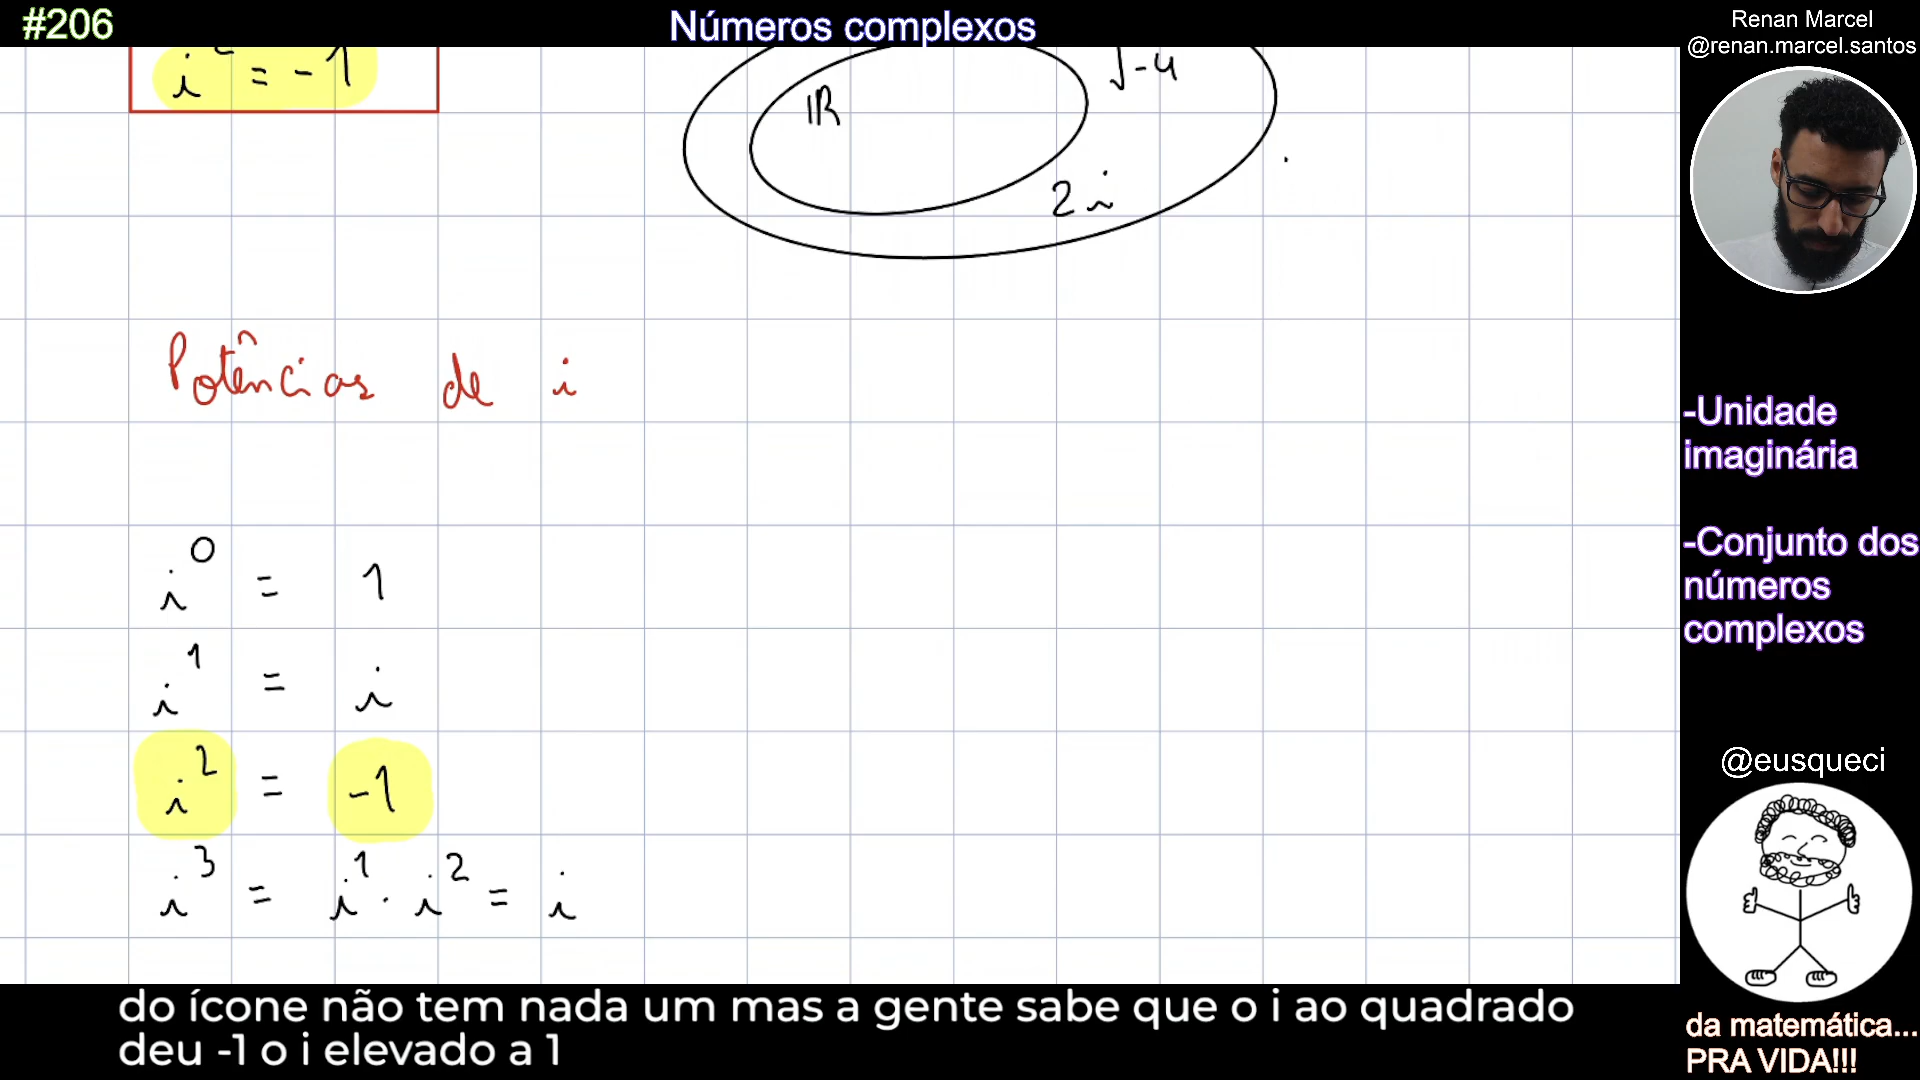 #206
Números complexos
Renan Marcel
@renan.marcel.santos
i² = -1
IR
√-4
2i
Potências de i
i⁰ = 1
i¹ = i
i² = -1
i³ = i¹ · i² = i
-Unidade
imaginária
-Conjunto dos
números
complexos
@eusqueci
da matemática...
PRA VIDA!!!
do ícone não tem nada um mas a gente sabe que o i ao quadrado
deu -1 o i elevado a 1